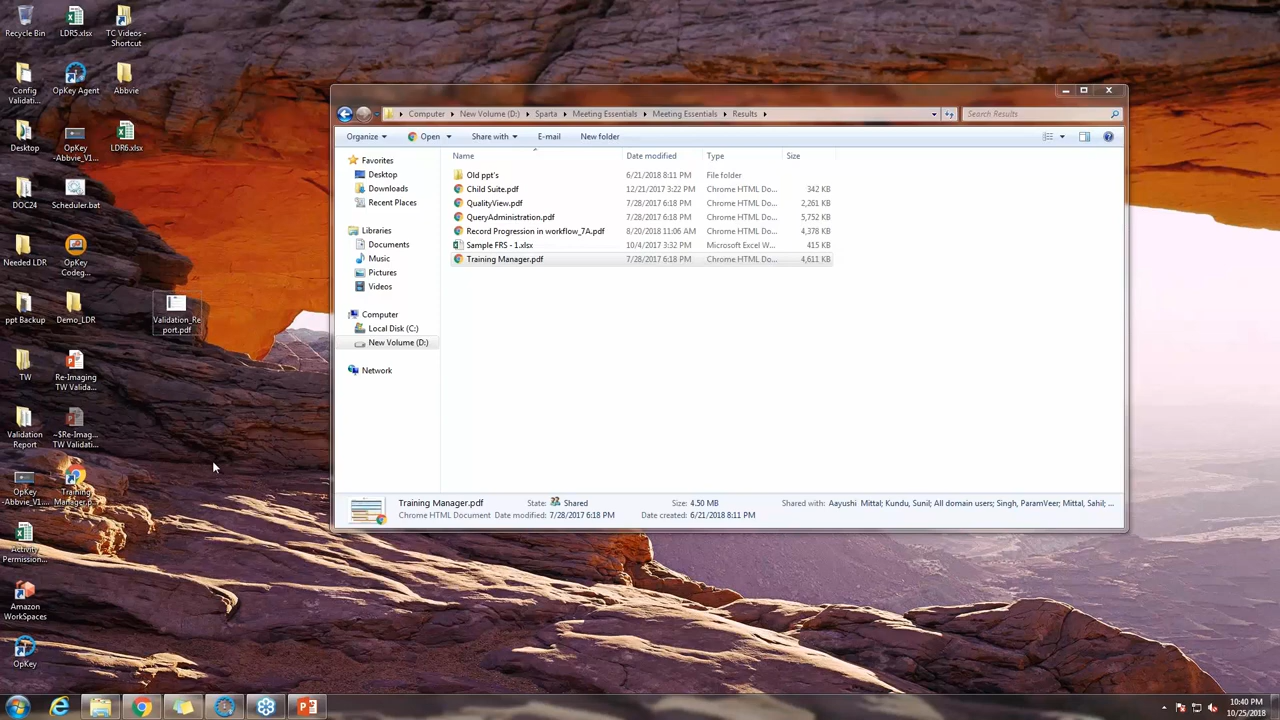 Recycle Bin
LDR5.xlsx
TC Videos -
Shortcut
Config
Validati...
OpKey Agent
Abbvie
Desktop
OpKey
-Abbvie_V1...
LDR6.xlsx
DOC24
Scheduler.bat
Needed LDR
OpKey
Codeg...
ppt Backup
Demo_LDR
Validation_Re
port.pdf
TW
Re-Imaging
TW Valida...
Validation
Report
~$Re-Imag...
TW Validati...
OpKey
-Abbvie_V1...
Training
Manager.p...
Activity
Permission...
Amazon
WorkSpaces
OpKey
Computer
New Volume (D:)
Sparta
Meeting Essentials
Meeting Essentials
Results
Search Results
Organize
Open
Share with
E-mail
New folder
Name
Date modified
Type
Size
Favorites
Desktop
Downloads
Recent Places
Libraries
Documents
Music
Pictures
Videos
Computer
Local Disk (C:)
New Volume (D:)
Network
Old ppt's 6/21/2018 8:11 PM File folder
Child Suite.pdf 12/21/2017 3:22 PM Chrome HTML Do... 342 KB
QualityView.pdf 7/28/2017 6:18 PM Chrome HTML Do... 2,261 KB
QueryAdministration.pdf 7/28/2017 6:18 PM Chrome HTML Do... 5,752 KB
Record Progression in workflow_7A.pdf 8/20/2018 11:06 AM Chrome HTML Do... 4,378 KB
Sample FRS - 1.xlsx 10/4/2017 3:32 PM Microsoft Excel W... 415 KB
Training Manager.pdf 7/28/2017 6:18 PM Chrome HTML Do... 4,611 KB
Training Manager.pdf State: Shared Size: 4.50 MB Shared with: Aayushi Mittal; Kundu, Sunil; All domain users; Singh, ParamVeer; Mittal, Sahil; ...
Chrome HTML Document Date modified: 7/28/2017 6:18 PM Date created: 6/21/2018 8:11 PM
10:40 PM
10/25/2018